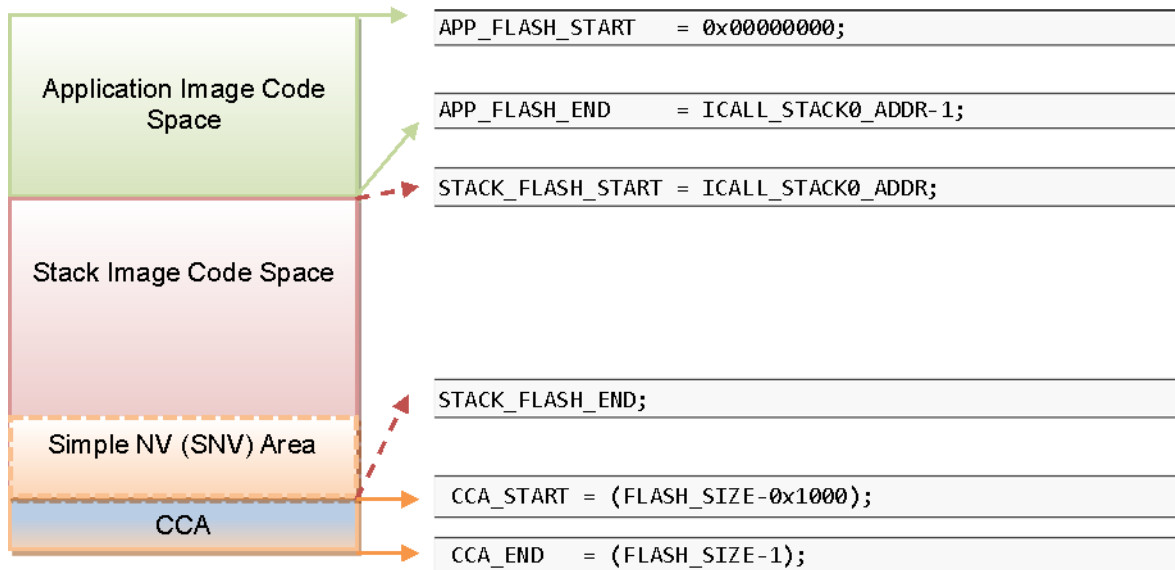 APP_FLASH_START = 0x00000000;
Application Image Code
Space
APP_FLASH_END = ICALL_STACK0_ADDR-1;
STACK_FLASH_START = ICALL_STACK0_ADDR;
Stack Image Code Space
STACK_FLASH_END;
Simple NV (SNV) Area
CCA_START = (FLASH_SIZE-0x1000);
CCA
CCA_END = (FLASH_SIZE-1);